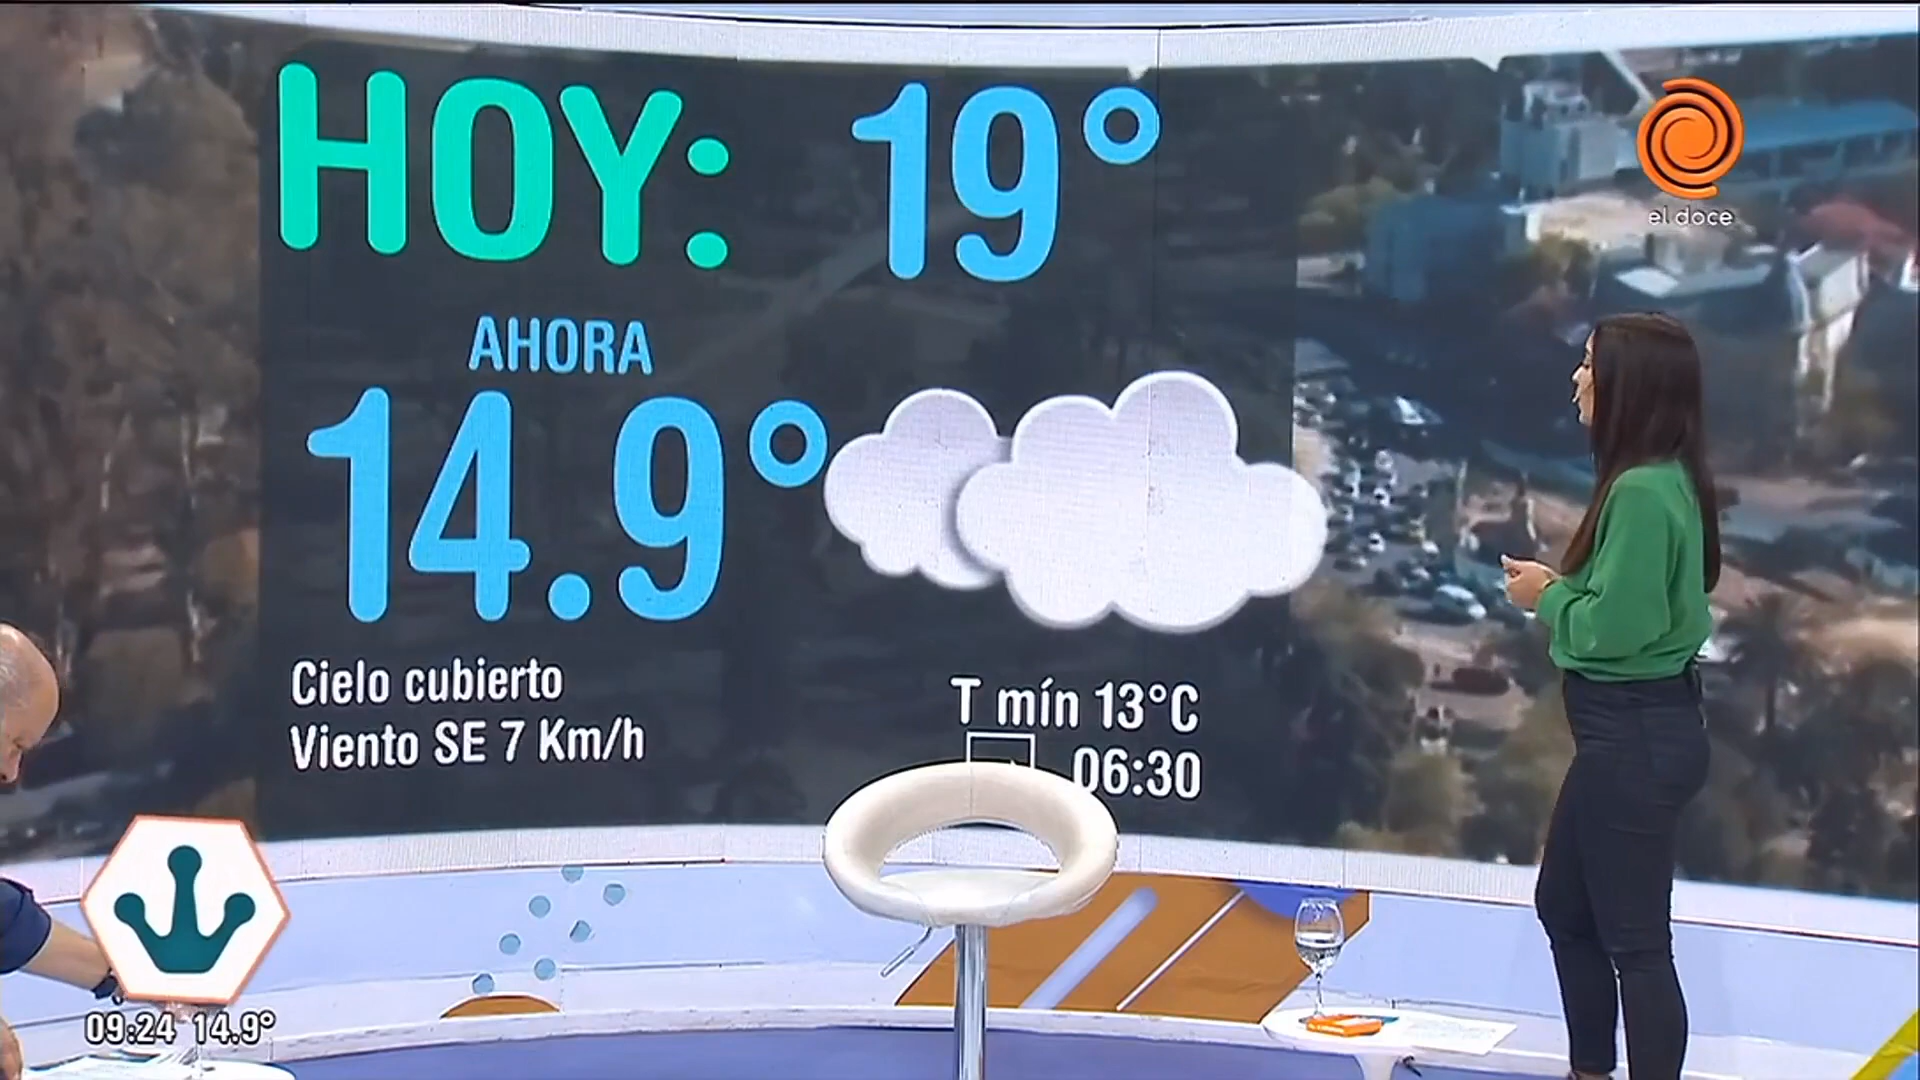 HOY: 19°
el doce
AHORA
14.9°
Cielo cubierto
Viento SE 7 Km/h
T mín 13°C
06:30
09:24 14.9°